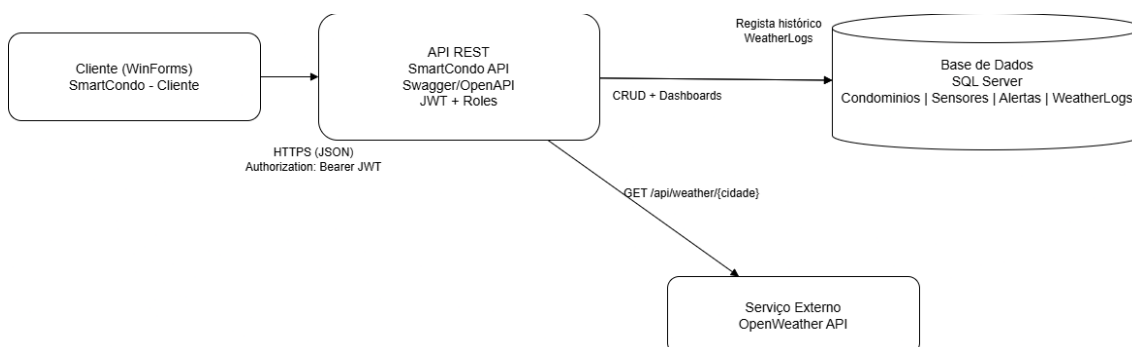 Cliente (WinForms)
SmartCondo - Cliente
HTTPS (JSON)
Authorization: Bearer JWT
API REST
SmartCondo API
Swagger/OpenAPI
JWT + Roles
CRUD + Dashboards
Regista histórico
WeatherLogs
Base de Dados
SQL Server
Condominios | Sensores | Alertas | WeatherLogs
GET /api/weather/{cidade}
Serviço Externo
OpenWeather API